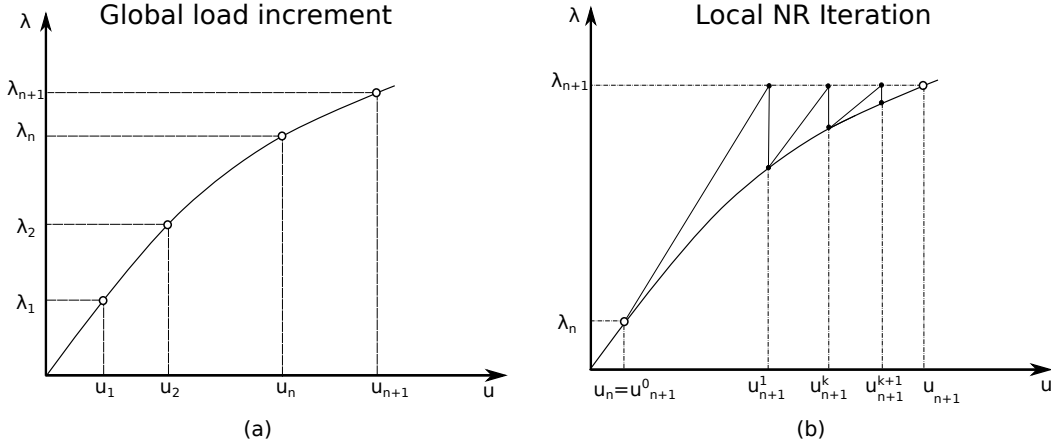 Global load increment
λ
λn+1
λn
λ2
λ1
u1 u2 un un+1 u
(a)
Local NR Iteration
λ
λn+1
λn
un=u⁰n+1 u¹n+1 uᵏn+1 uᵏ⁺¹n+1 un+1 u
(b)